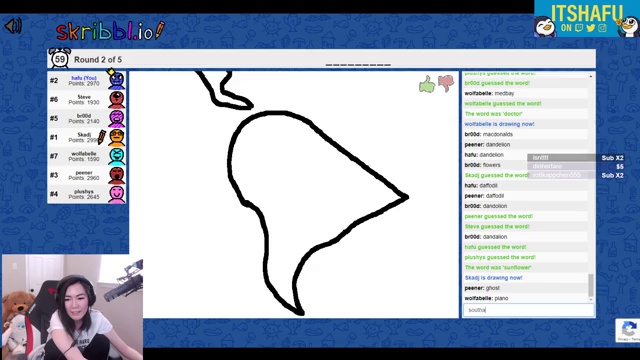 skribbl.io
ITSHAFU
ON
59
Round 2 of 5
_________
#2
hafu (You)
Points: 2970
#6
Steve
Points: 1930
#5
br00d
Points: 2140
#1
Skadj
#7
wolfabelle
Points: 1590
#3
peener
Points: 2960
#4
plushys
Points: 2645
plushys guessed the word!
br00d guessed the word!
wolfabelle: medbay
wolfabelle guessed the word!
The word was 'doctor'
wolfabelle is drawing now!
br00d: macdonalds
peener: dandelion
hafu: dandelion
br00d: flowers
Skadj guessed the word!
hafu: daffodil
peener: daffodil
br00d: dandolion
peener guessed the word!
Steve guessed the word!
br00d: dandalion
hafu guessed the word!
plushys guessed the word!
The word was 'sunflower'
Skadj is drawing now!
peener: ghost
wolfabelle: piano
southa
Sub X2
$5
Sub X2